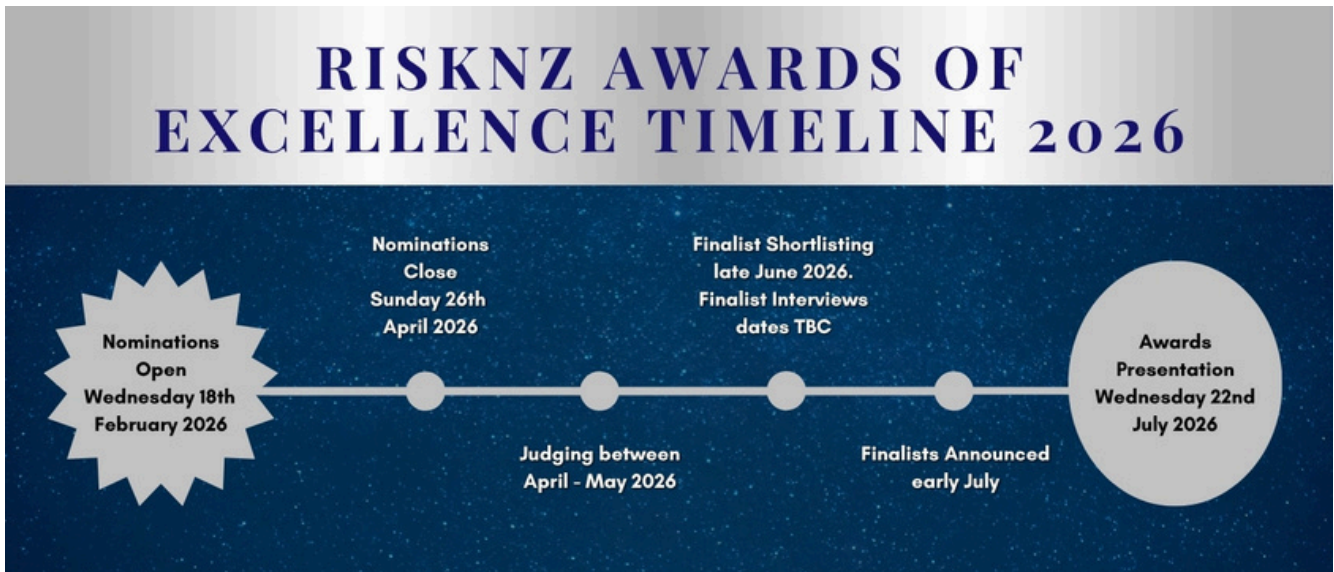 RISKNZ AWARDS OF
EXCELLENCE TIMELINE 2026
Nominations
Open
Wednesday 18th
February 2026
Nominations
Close
Sunday 26th
April 2026
Judging between
April - May 2026
Finalist Shortlisting
late June 2026.
Finalist Interviews
dates TBC
Finalists Announced
early July
Awards
Presentation
Wednesday 22nd
July 2026